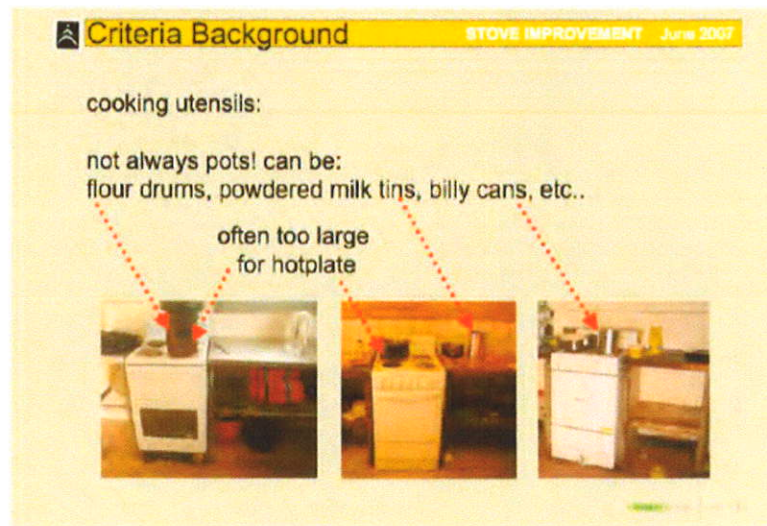 Criteria Background
STOVE IMPROVEMENT June 2007
cooking utensils:
not always pots! can be:
flour drums, powdered milk tins, billy cans, etc..
often too large
for hotplate